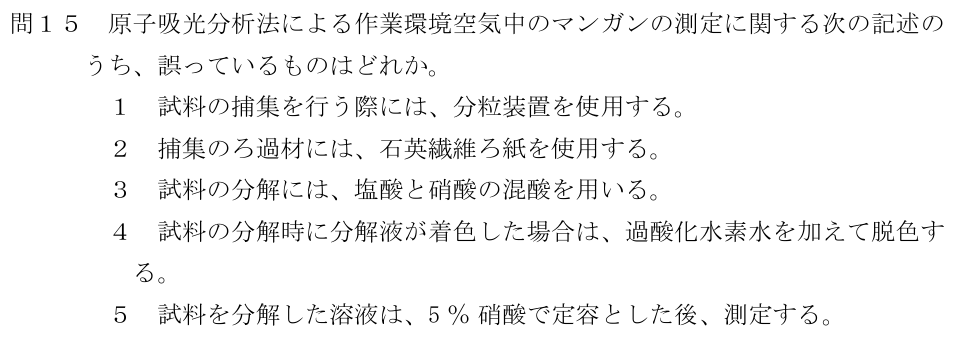 問１５　原子吸光分析法による作業環境空気中のマンガンの測定に関する次の記述の
うち、誤っているものはどれか。
１　試料の捕集を行う際には、分粒装置を使用する。
２　捕集のろ過材には、石英繊維ろ紙を使用する。
３　試料の分解には、塩酸と硝酸の混酸を用いる。
４　試料の分解時に分解液が着色した場合は、過酸化水素水を加えて脱色す
る。
５　試料を分解した溶液は、5 % 硝酸で定容とした後、測定する。